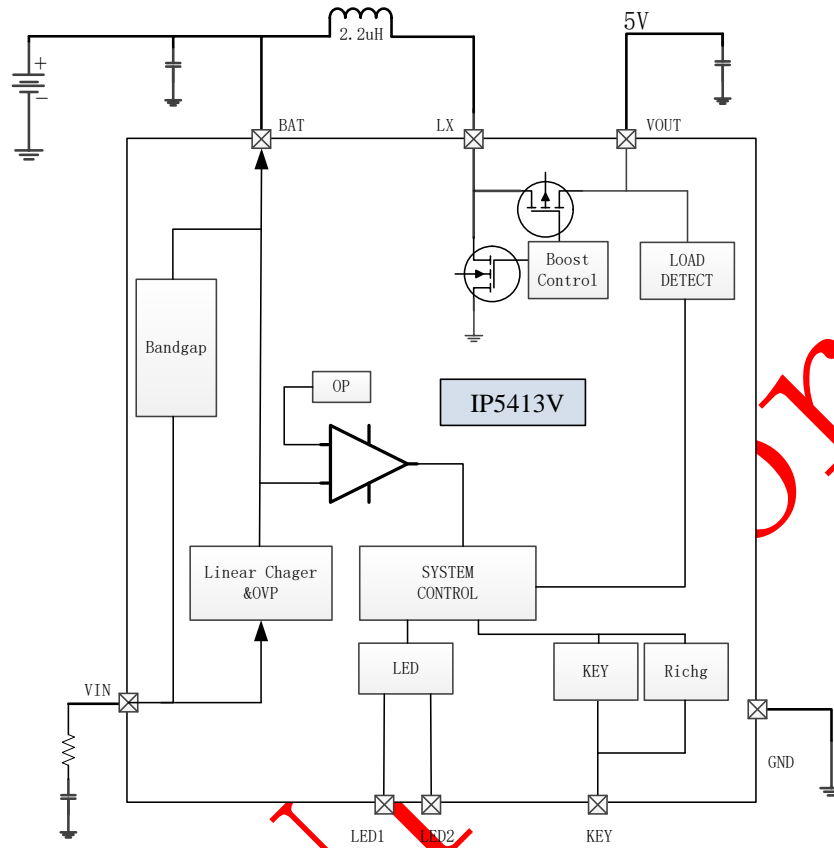 2.2uH
5V
+
−
BAT
LX
VOUT
Boost
Control
LOAD
DETECT
Bandgap
OP
IP5413V
Linear Chager
&OVP
SYSTEM
CONTROL
LED
KEY
Richg
VIN
GND
LED1
LED2
KEY